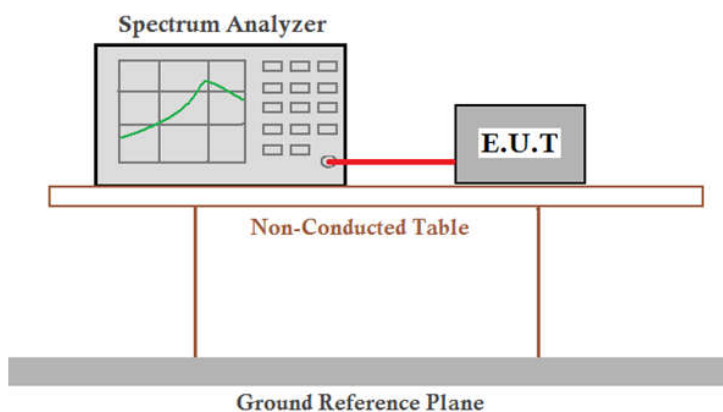 Spectrum Analyzer
E.U.T
Non-Conducted Table
Ground Reference Plane